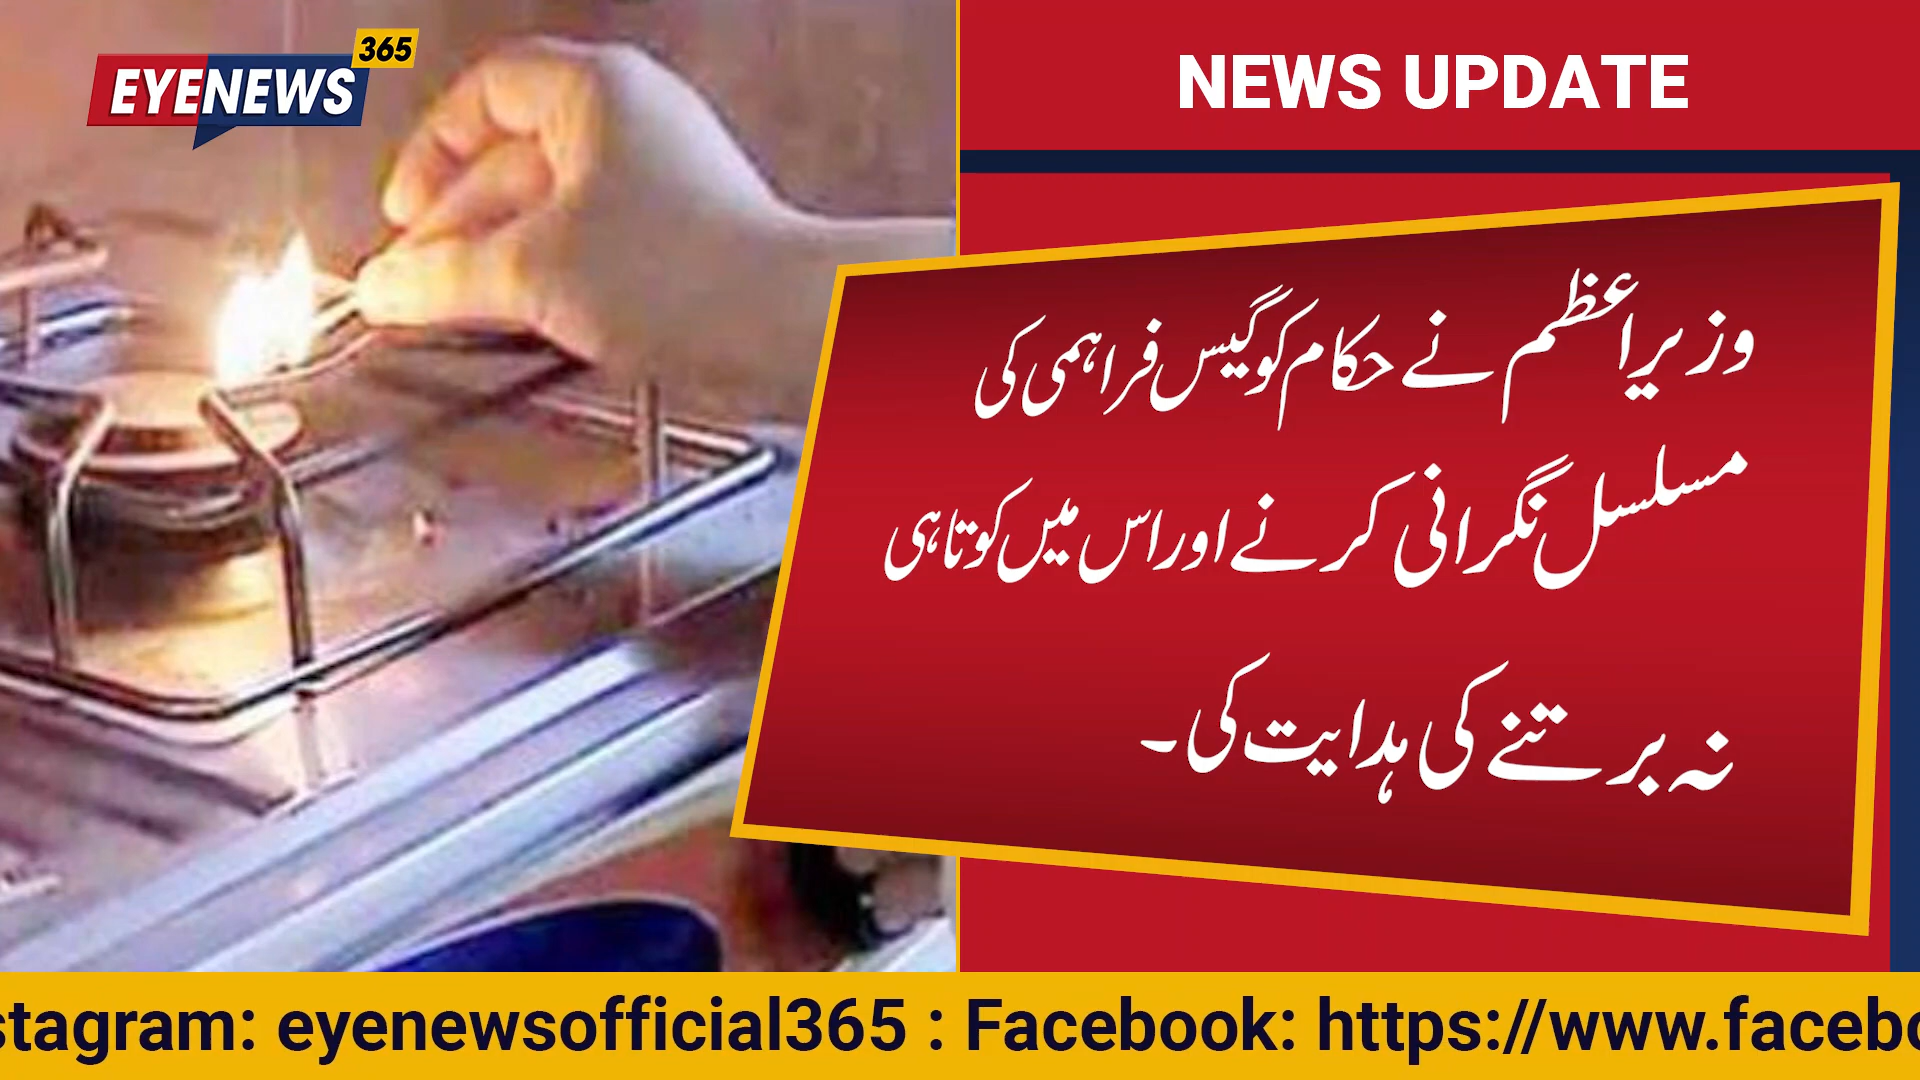 EYENEWS 365
NEWS UPDATE
وزیراعظم نے حکام کو گیس فراہمی کی
مسلسل نگرانی کرنے اور اس میں کوتاہی
نہ برتنے کی ہدایت کی۔
stagram: eyenewsofficial365 : Facebook: https://www.facebo